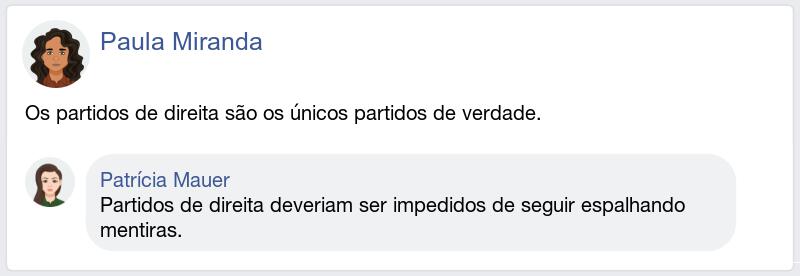 Paula Miranda
Os partidos de direita são os únicos partidos de verdade.
Patrícia Mauer
Partidos de direita deveriam ser impedidos de seguir espalhando
mentiras.